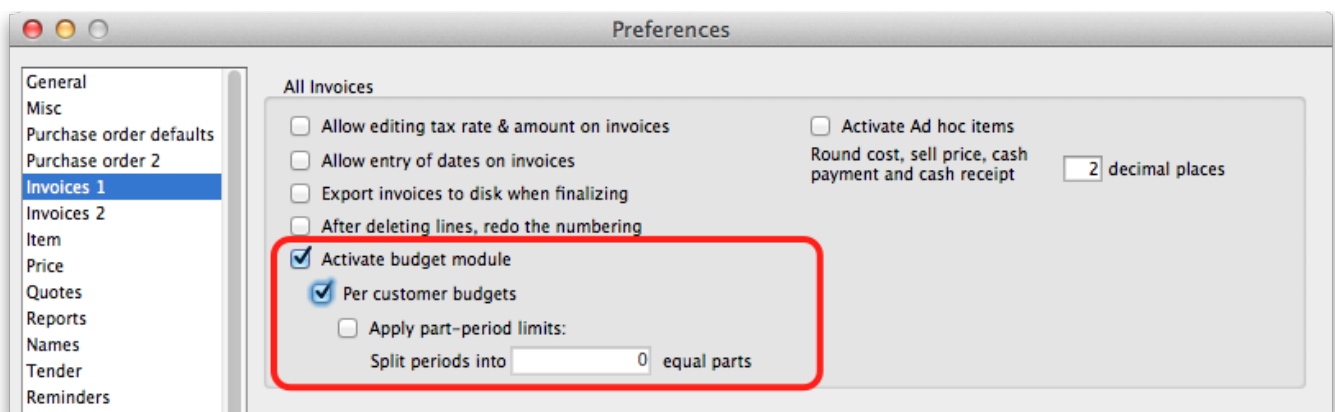 Preferences
General
Misc
Purchase order defaults
Purchase order 2
Invoices 1
Invoices 2
Item
Price
Quotes
Reports
Names
Tender
Reminders
All Invoices
Allow editing tax rate & amount on invoices
Allow entry of dates on invoices
Export invoices to disk when finalizing
After deleting lines, redo the numbering
Activate budget module
Per customer budgets
Apply part-period limits:
Split periods into 0 equal parts
Activate Ad hoc items
Round cost, sell price, cash
payment and cash receipt 2 decimal places